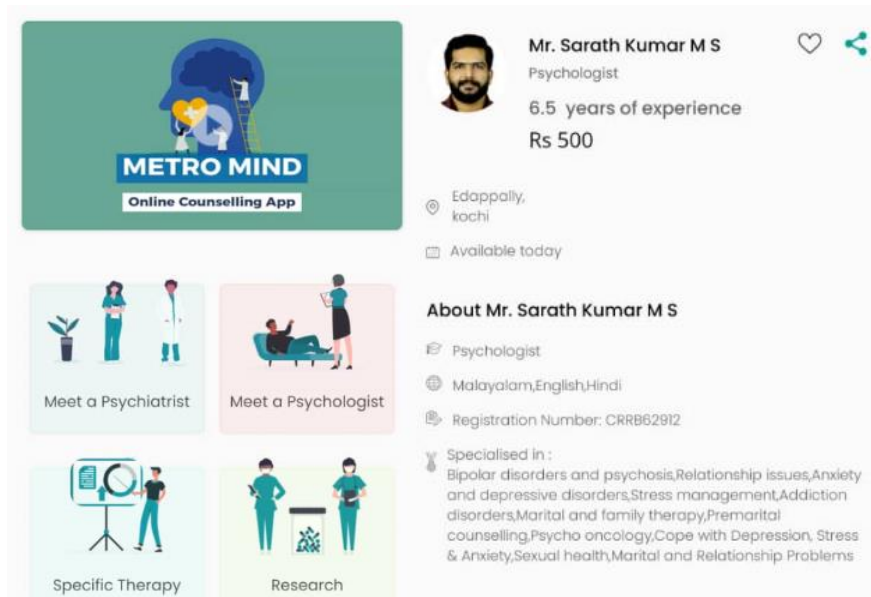 METRO MIND
Online Counselling App
Meet a Psychiatrist
Meet a Psychologist
Specific Therapy
Research
Mr. Sarath Kumar M S
Psychologist
6.5 years of experience
Rs 500
Edappally,
kochi
Available today
About Mr. Sarath Kumar M S
Psychologist
Malayalam,English,Hindi
Registration Number: CRRB62912
Specialised in :
Bipolar disorders and psychosis,Relationship issues,Anxiety
and depressive disorders,Stress management,Addiction
disorders,Marital and family therapy,Premarital
counselling,Psycho oncology,Cope with Depression, Stress
& Anxiety,Sexual health,Marital and Relationship Problems